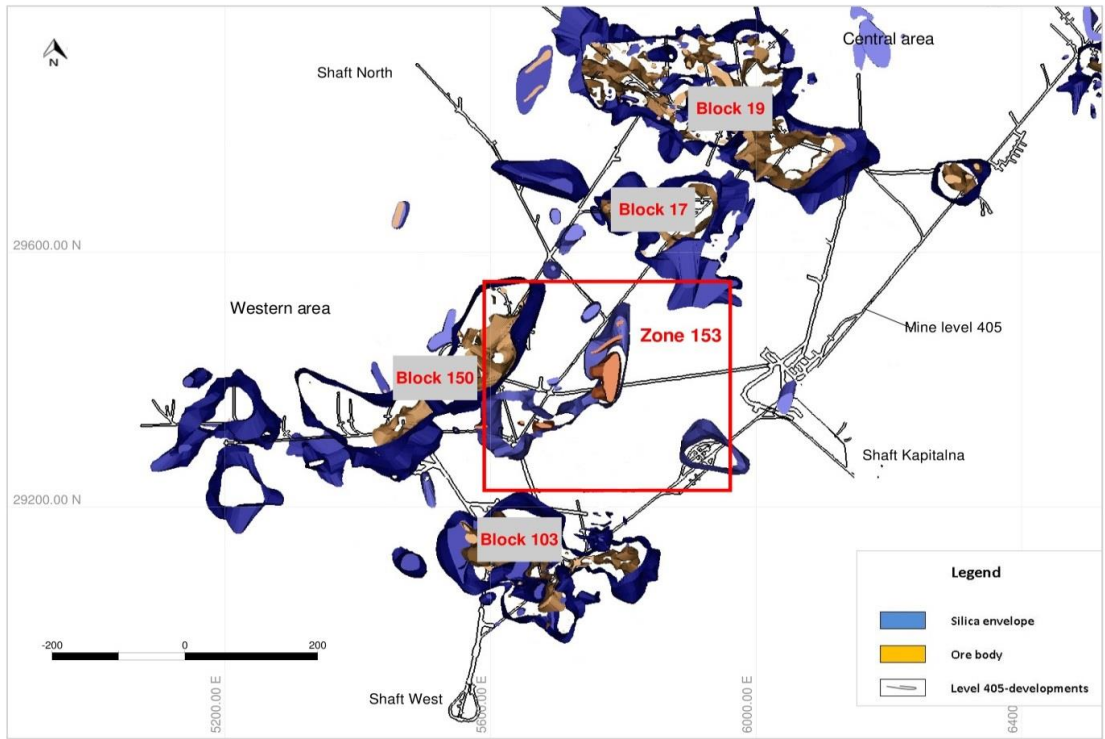 Central area
N
Shaft North
19
Block 19
Block 17
29600.00 N
Western area
Zone 153
Mine level 405
Block 150
Shaft Kapitalna
29200.00 N
Block 103
Legend
Silica envelope
Ore body
Level 405-developments
-200 0 200
Shaft West
5200.00 E
5600.00 E
6000.00 E
6400